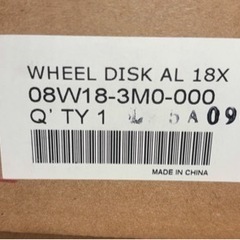 WHEEL DISK AL 18X
08W18-3M0-000
Q' TY 1 5A09
MADE IN CHINA